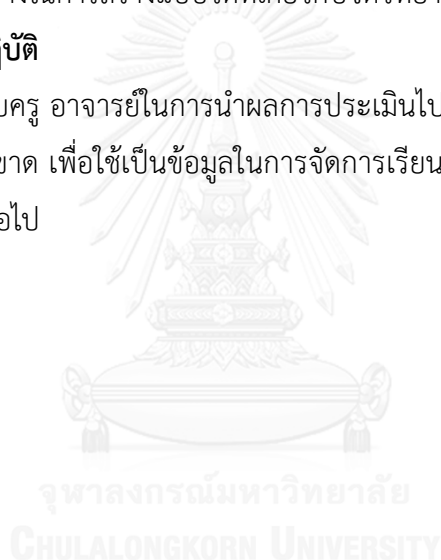 บัติ
บครู อาจารย์ในการนำผลการประเมินไป
ขาด เพื่อใช้เป็นข้อมูลในการจัดการเรียน
อไป
จุฬาลงกรณ์มหาวิทยาลัย
CHULALONGKORN UNIVERSITY